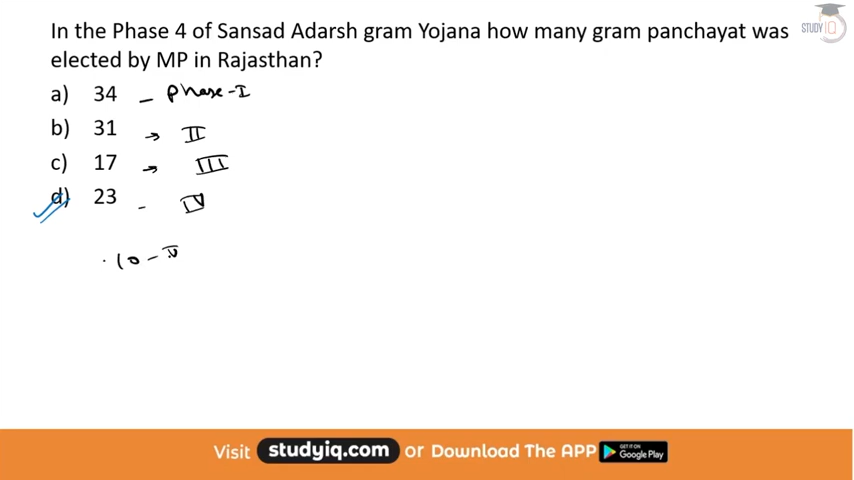 In the Phase 4 of Sansad Adarsh gram Yojana how many gram panchayat was
STUDY IQ
elected by MP in Rajasthan?
a) 34 – Phase-I
b) 31 → II
c) 17 → III
d) 23 - IV
10 – V
Visit studyiq.com or Download The APP GET IT ON Google Play